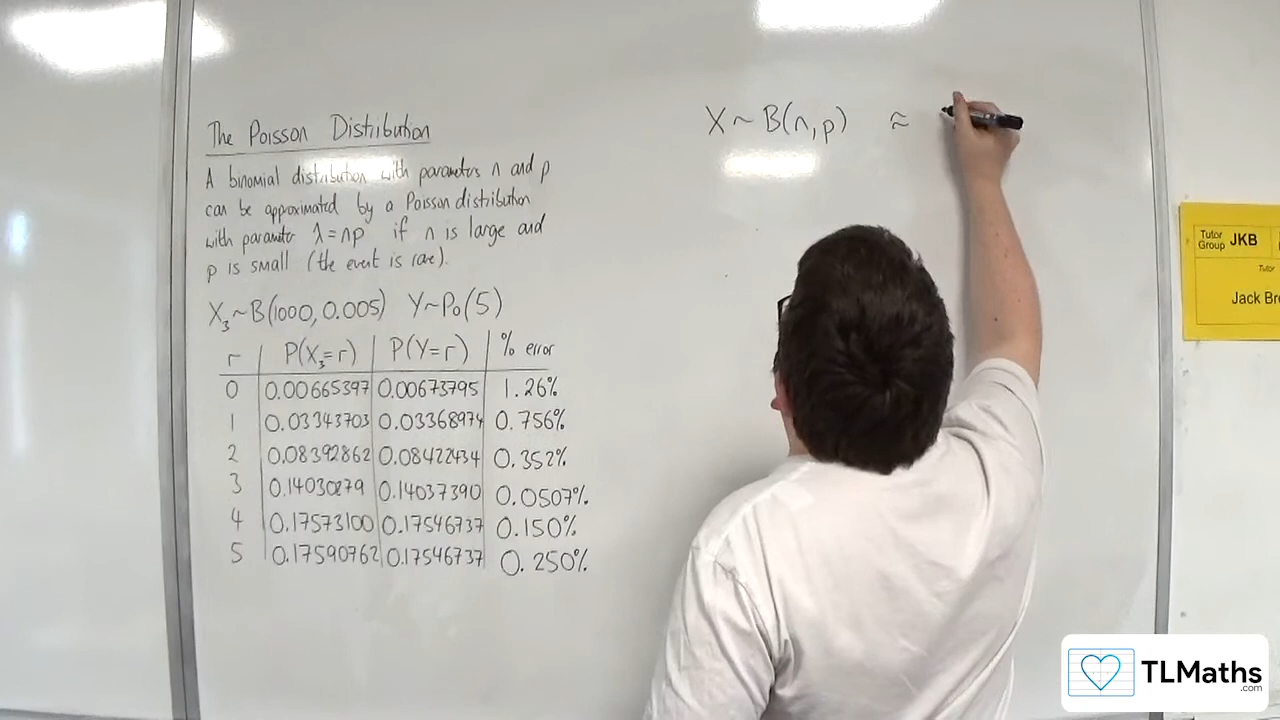 The Poisson Distribution
A binomial distribution with parameters n and p
can be approximated by a Poisson distribution
with parameter λ=np if n is large and
p is small (the event is rare).
X₃~B(1000, 0.005) Y~Po(5)
r P(X₃=r) P(Y=r) % error
0 0.00665397 0.00673795 1.26%
1 0.03343703 0.03368974 0.756%
2 0.08392862 0.08422434 0.352%
3 0.14030279 0.14037390 0.0507%
4 0.17573100 0.17546737 0.150%
5 0.17590762 0.17546737 0.250%
X~B(n,p) ≈
Tutor
Group JKB
Tutor
Jack Bro
TLMaths
.com